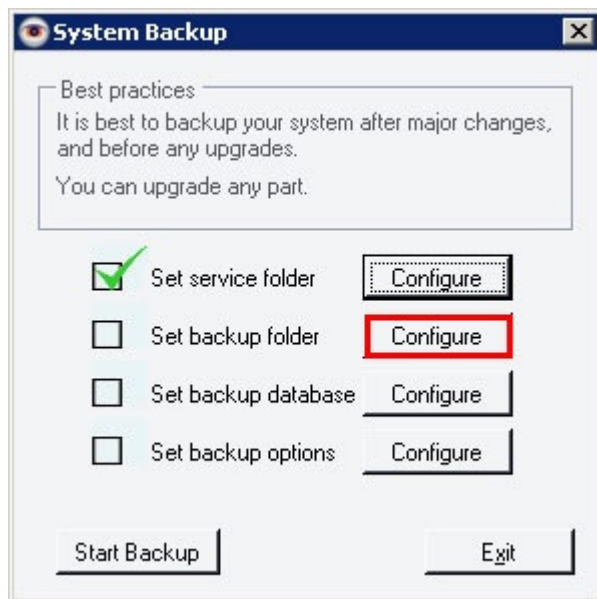 System Backup
Best practices
It is best to backup your system after major changes,
and before any upgrades.
You can upgrade any part.
Set service folder Configure
Set backup folder Configure
Set backup database Configure
Set backup options Configure
Start Backup Exit